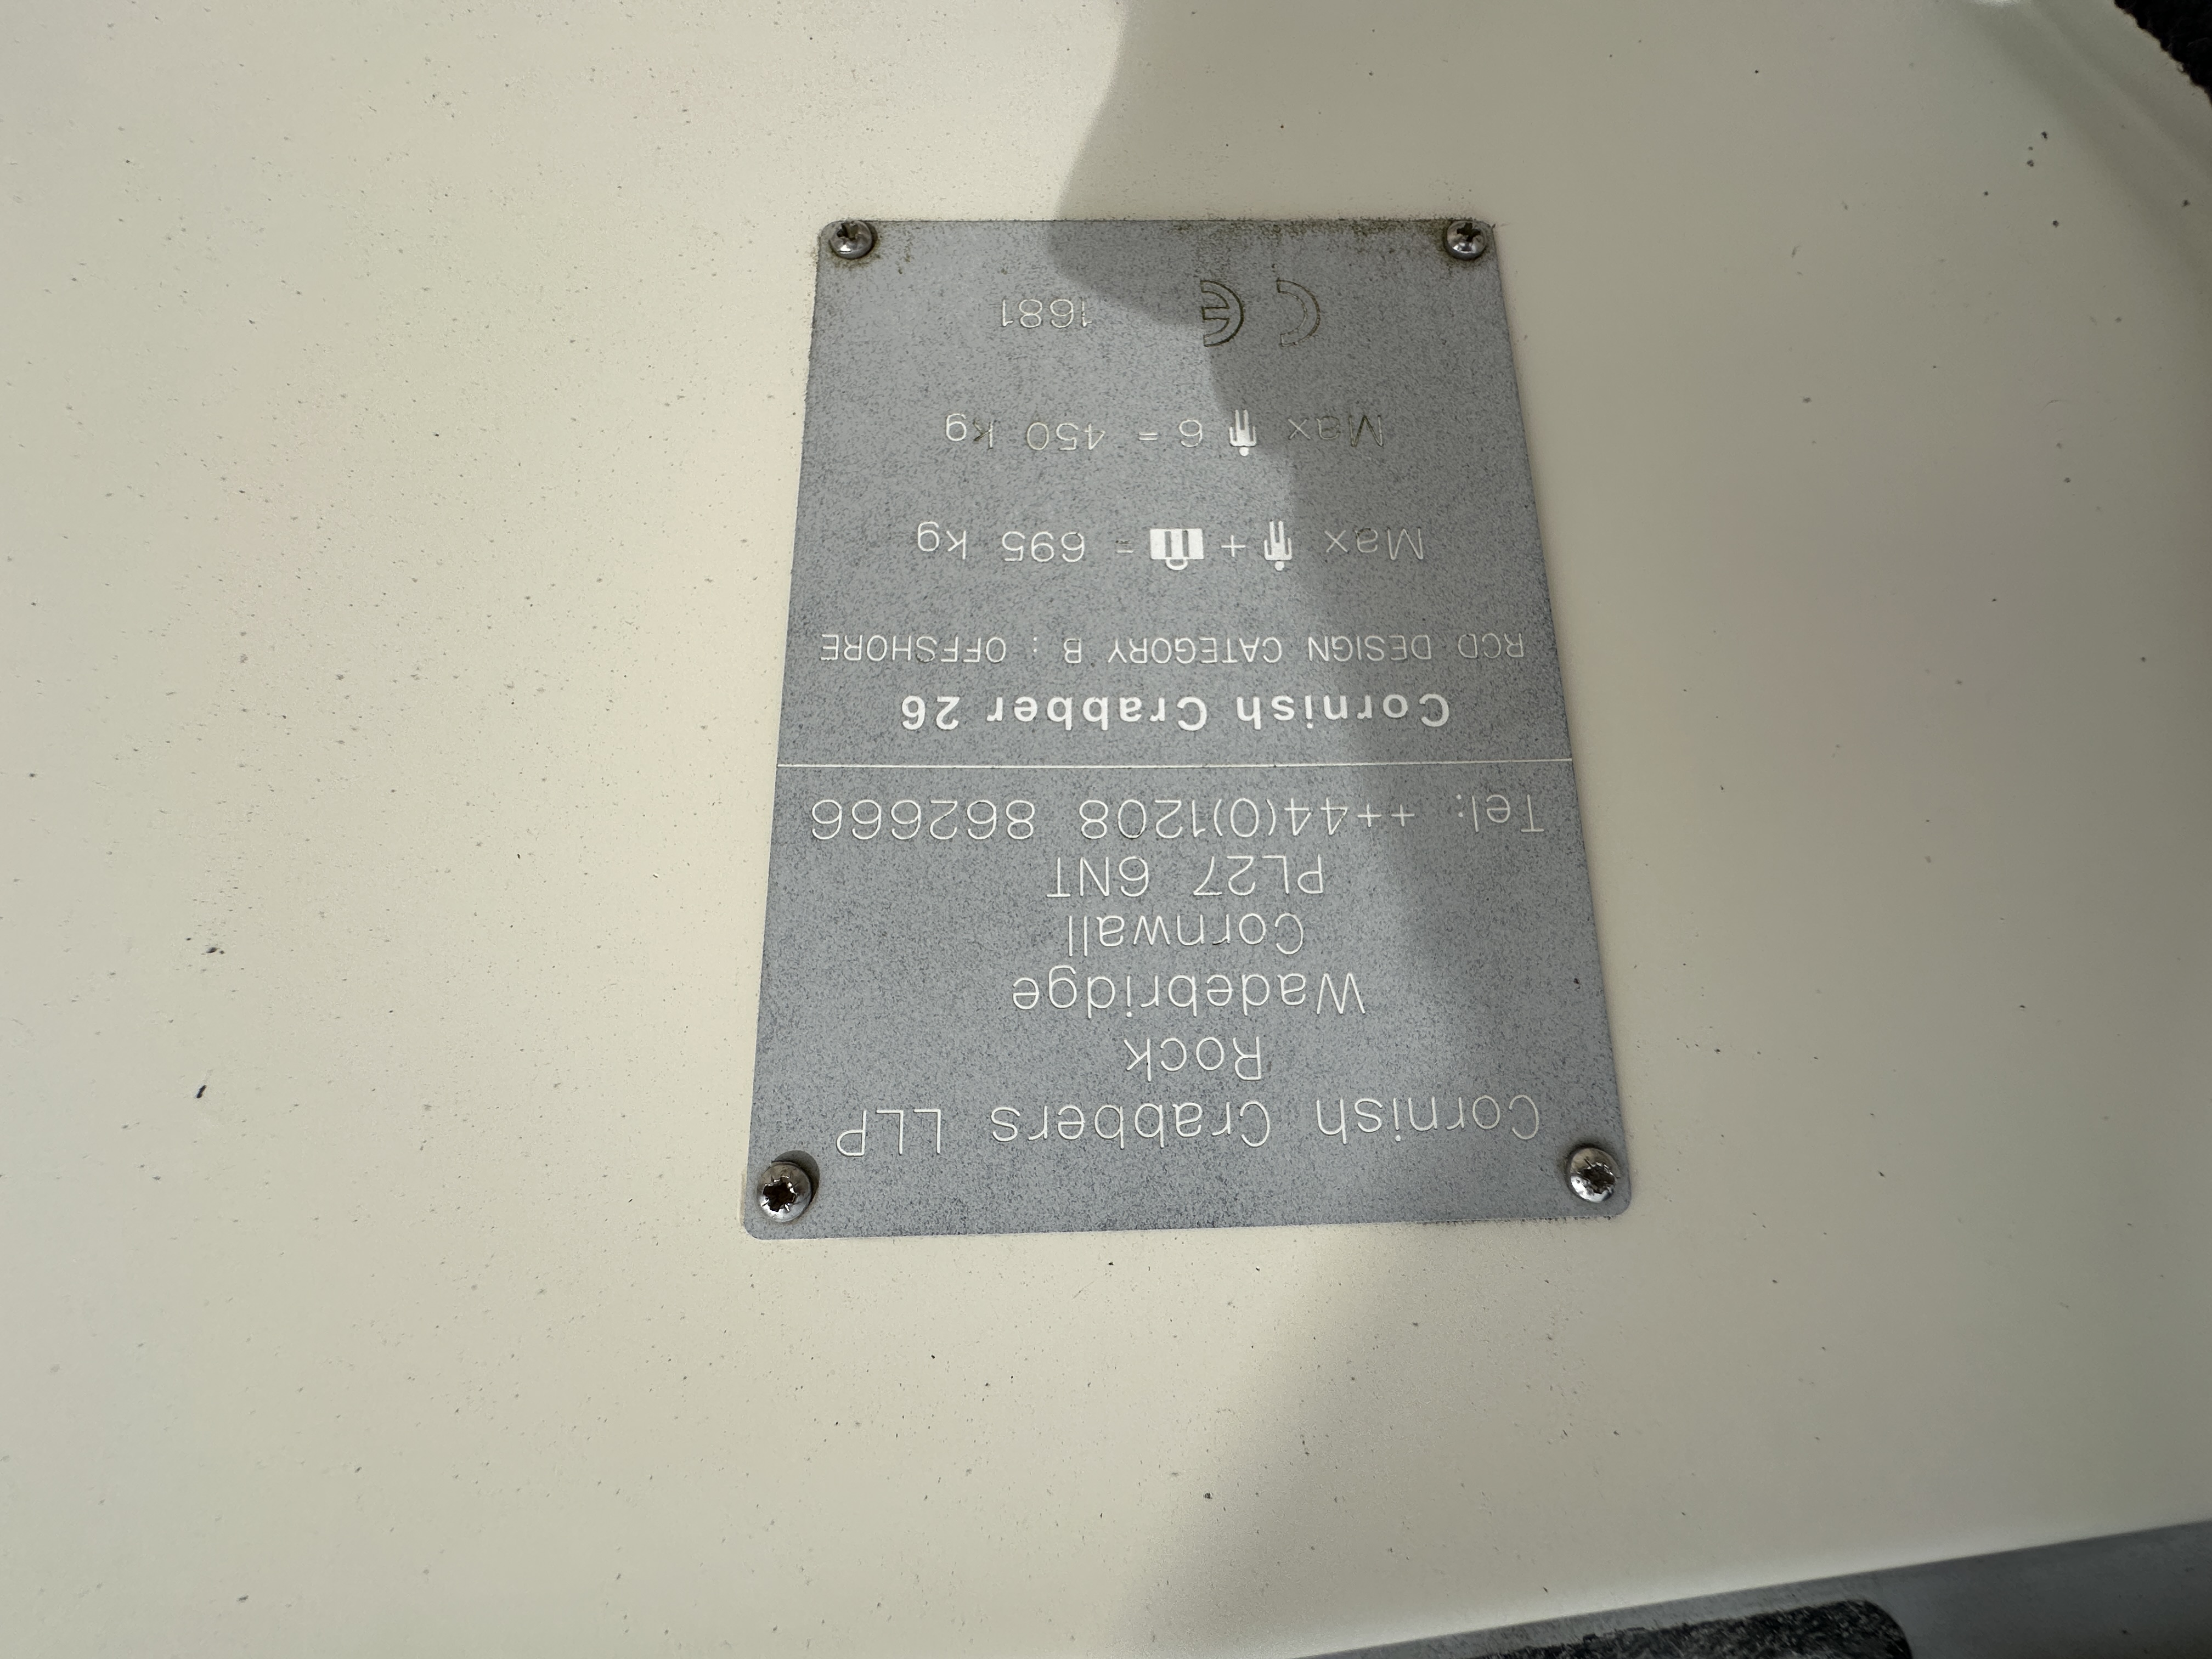 Cornish Crabbers LLP
Rock
Wadebridge
Cornwall
PL27 6NT
Tel: ++44(0)1208 862666
Cornish Crabber 26
RCD DESIGN CATEGORY B : OFFSHORE
Max + = 695 kg
Max 6 = 450 kg
CE 1681